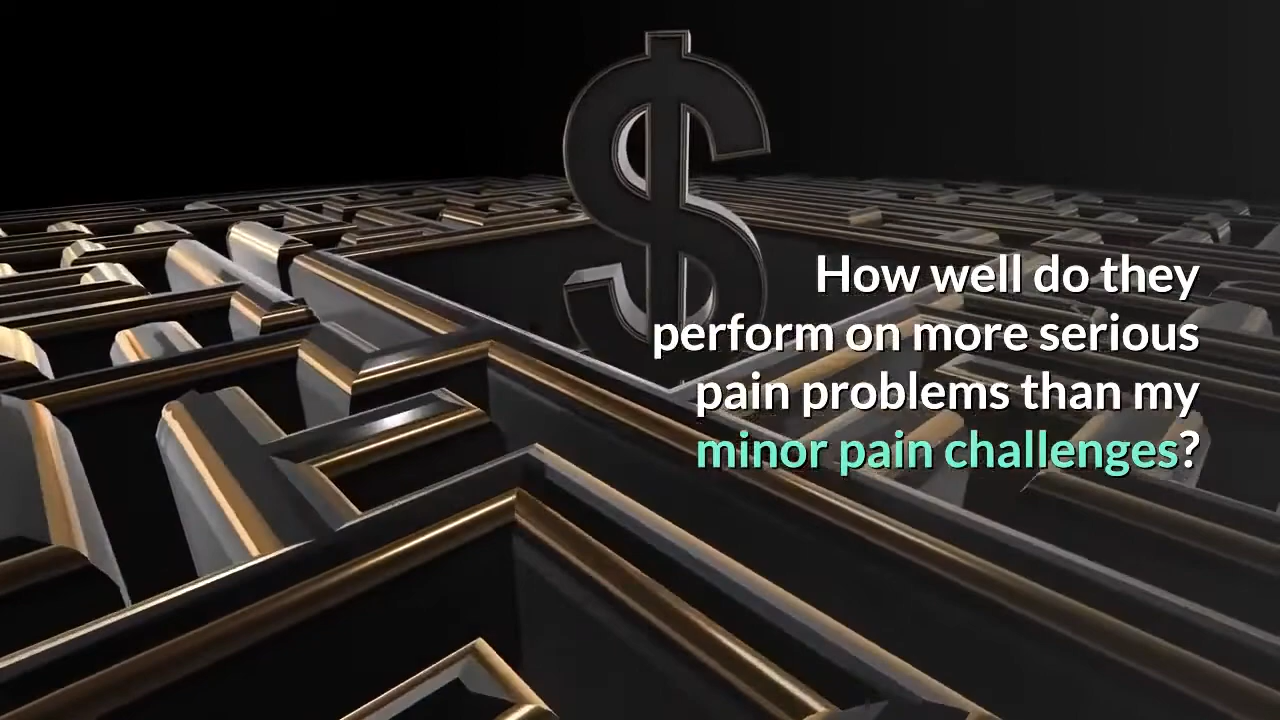 How well do they
perform on more serious
pain problems than my
minor pain challenges?